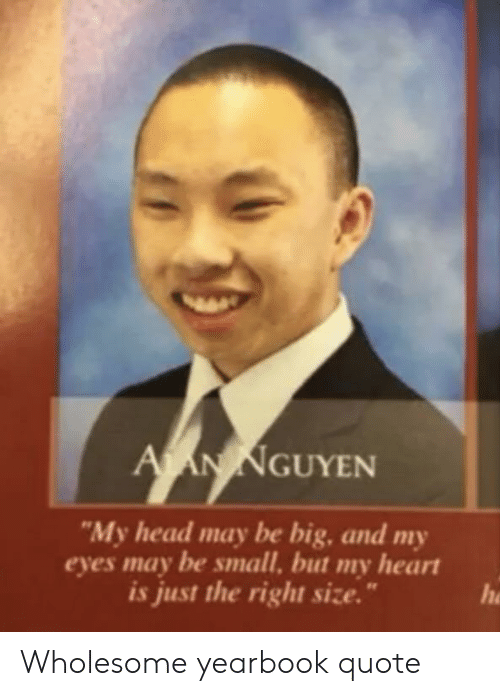 ALAN NGUYEN
"My head may be big, and my
eyes may be small, but my heart
is just the right size."
Wholesome yearbook quote